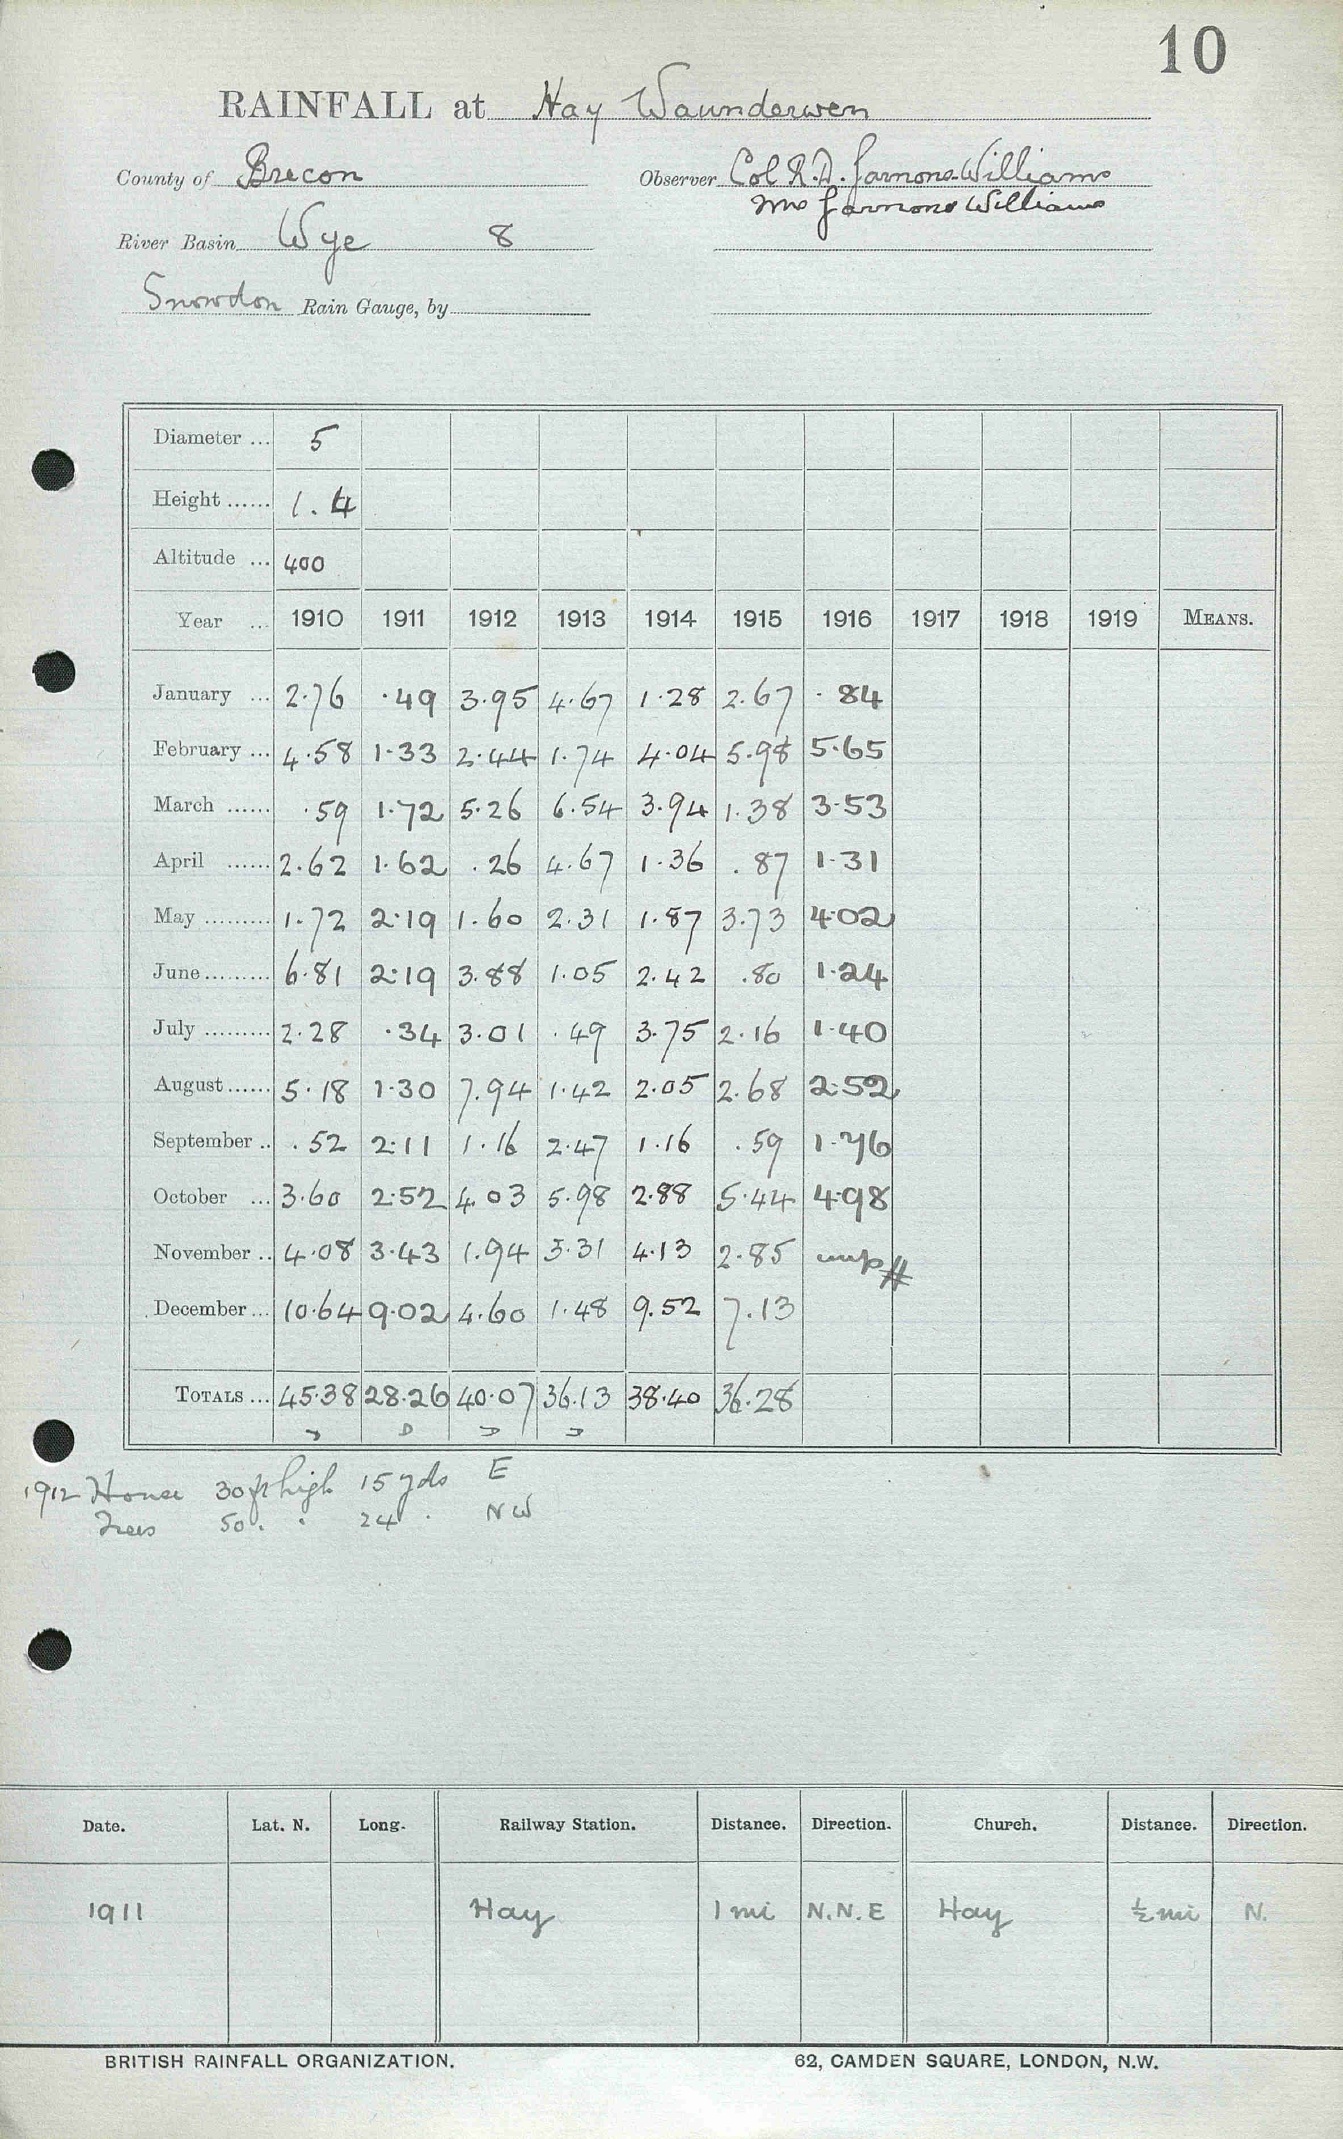 10
RAINFALL at Hay Waunderwen
County of Brecon Observer Col R.D. Garnons-Williams
Mrs Garnons Williams
River Basin Wye 8
Snowdon Rain Gauge, by
Diameter ... 5
Height ...... 1.4
Altitude ... 400
Year ... 1910 1911 1912 1913 1914 1915 1916 1917 1918 1919 MEANS.
January ... 2.76 .49 3.95 4.67 1.28 2.67 .84
February ... 4.58 1.33 2.44 1.74 4.04 5.98 5.65
March ...... .59 1.72 5.26 6.54 3.94 1.38 3.53
April ...... 2.62 1.62 .26 4.67 1.36 .87 1.31
May ......... 1.72 2.19 1.60 2.31 1.87 3.73 4.02
June ......... 6.81 2.19 3.88 1.05 2.42 .80 1.24
July ......... 2.28 .34 3.01 .49 3.75 2.16 1.40
August ...... 5.18 1.30 7.94 1.42 2.05 2.68 2.52
September .. .52 2.11 1.16 2.47 1.16 .59 1.76
October ... 3.60 2.52 4.03 5.98 2.88 5.44 4.98
November .. 4.08 3.43 1.94 3.31 4.13 2.85
December ... 10.64 9.02 4.60 1.48 9.52 7.13
TOTALS ... 45.38 28.26 40.07 36.13 38.40 36.28
1912 House 30 ft high 15 yds E
Trees 50 " " 24 " NW
Date. Lat. N. Long. Railway Station. Distance. Direction. Church. Distance. Direction.
1911 Hay 1 mi N.N.E Hay ½ mi N.
BRITISH RAINFALL ORGANIZATION. 62, CAMDEN SQUARE, LONDON, N.W.